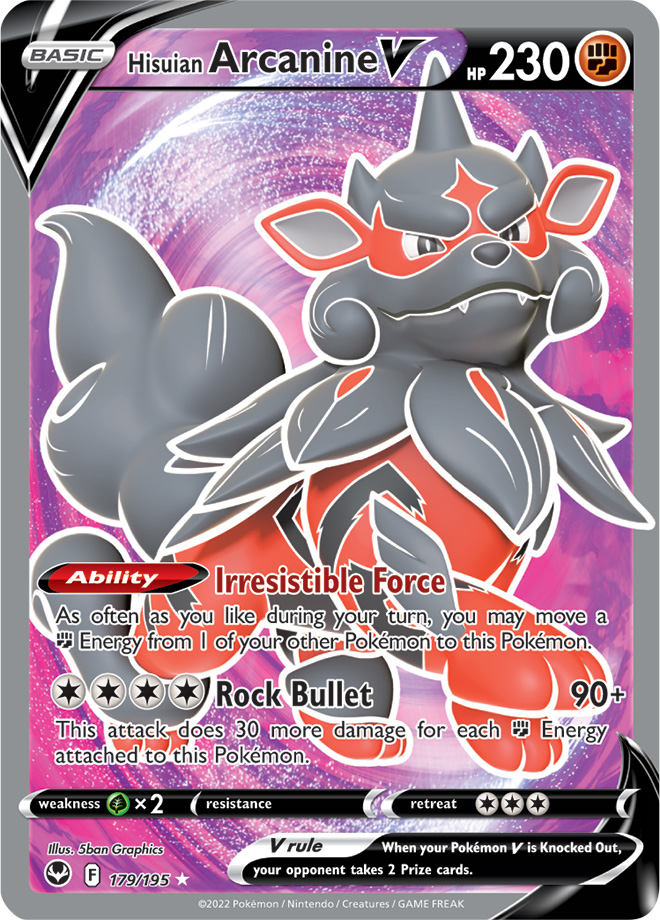 BASIC
Hisuian Arcanine V HP 230
Ability Irresistible Force
As often as you like during your turn, you may move a
Energy from 1 of your other Pokémon to this Pokémon.
Rock Bullet 90+
This attack does 30 more damage for each Energy
attached to this Pokémon.
weakness ×2 resistance retreat
Illus. 5ban Graphics
V rule When your Pokémon V is Knocked Out,
your opponent takes 2 Prize cards.
F 179/195 ★
©2022 Pokémon / Nintendo / Creatures / GAME FREAK